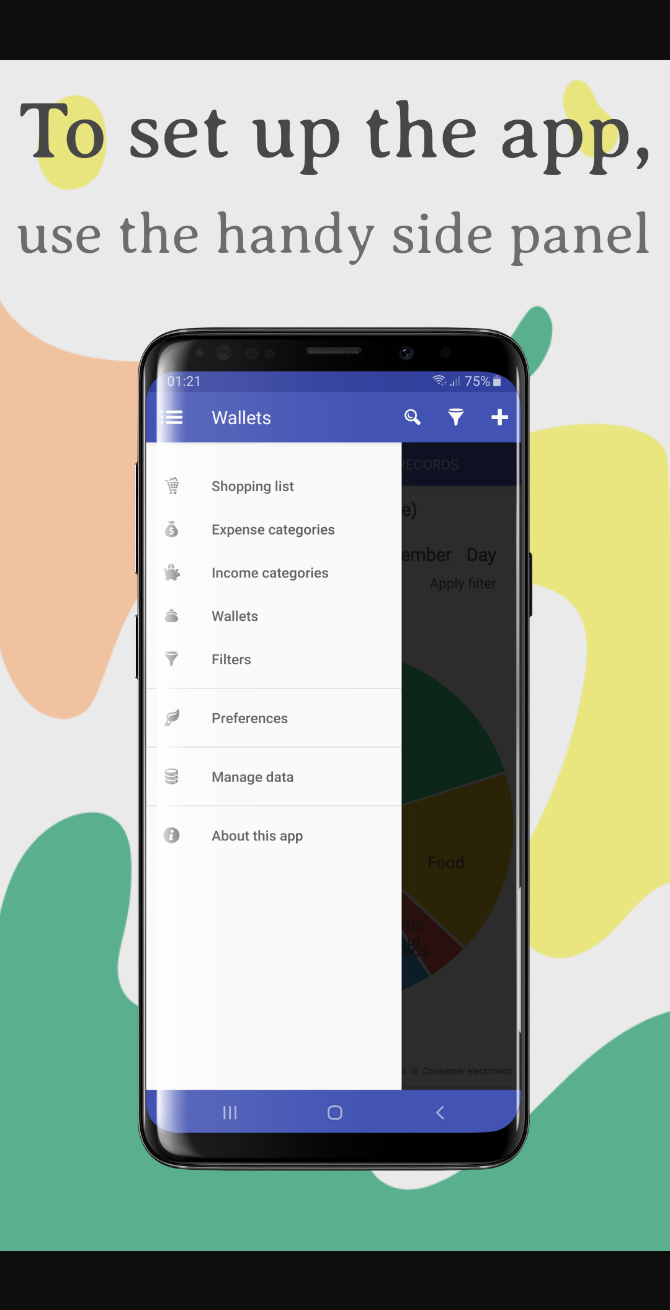 To set up the app,
use the handy side panel
01:21 75%
Wallets
ECORDS
Shopping list
e)
Expense categories
ember Day
Income categories
Apply filter
Wallets
Filters
Preferences
Manage data
About this app
Food
Consumer electronics